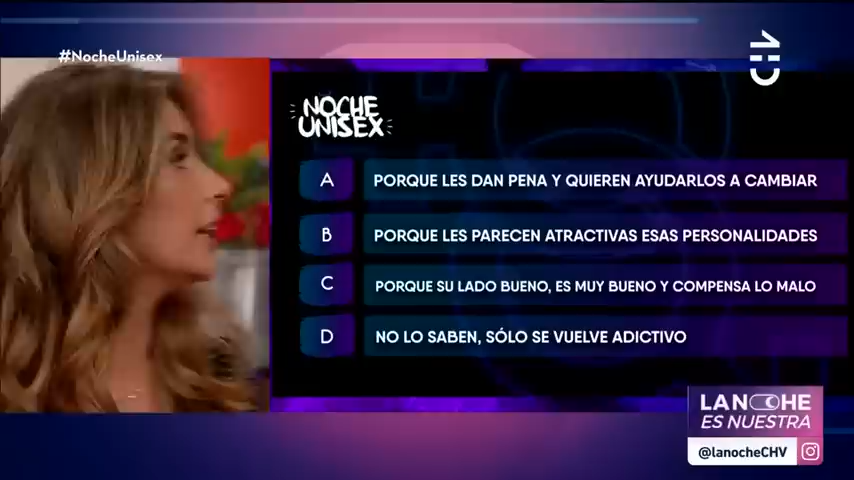 #NocheUnisex
CHV
NOCHE
UNISEX
A PORQUE LES DAN PENA Y QUIEREN AYUDARLOS A CAMBIAR
B PORQUE LES PARECEN ATRACTIVAS ESAS PERSONALIDADES
C PORQUE SU LADO BUENO, ES MUY BUENO Y COMPENSA LO MALO
D NO LO SABEN, SÓLO SE VUELVE ADICTIVO
LA NOCHE
ES NUESTRA
@lanocheCHV